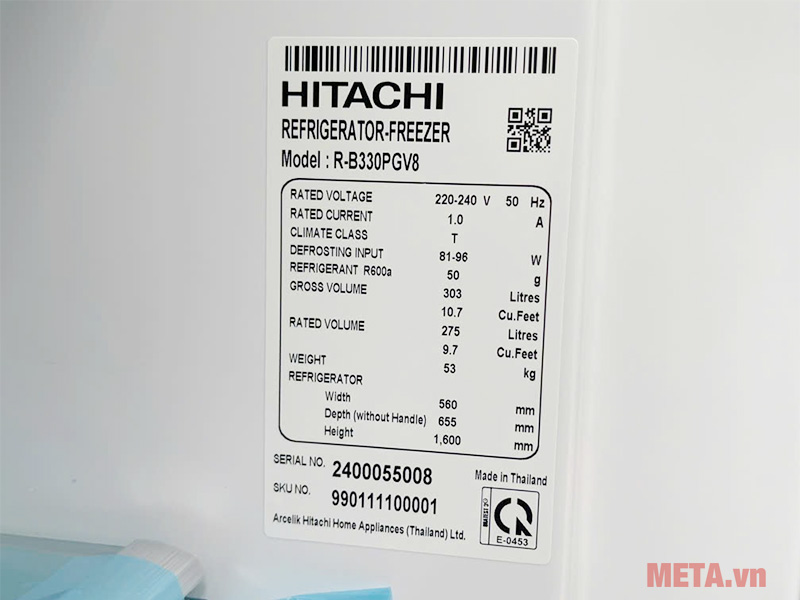 HITACHI
REFRIGERATOR-FREEZER
Model : R-B330PGV8
RATED VOLTAGE 220-240 V 50 Hz
RATED CURRENT 1.0 A
CLIMATE CLASS T
DEFROSTING INPUT 81-96 W
REFRIGERANT R600a 50 g
GROSS VOLUME 303 Litres
10.7 Cu.Feet
RATED VOLUME 275 Litres
9.7 Cu.Feet
WEIGHT 53 kg
REFRIGERATOR
Width 560 mm
Depth (without Handle) 655 mm
Height 1,600 mm
SERIAL NO. 2400055008
SKU NO. 990111100001
Made in Thailand
Arcelik Hitachi Home Appliances (Thailand) Ltd.
E-0453
META.vn